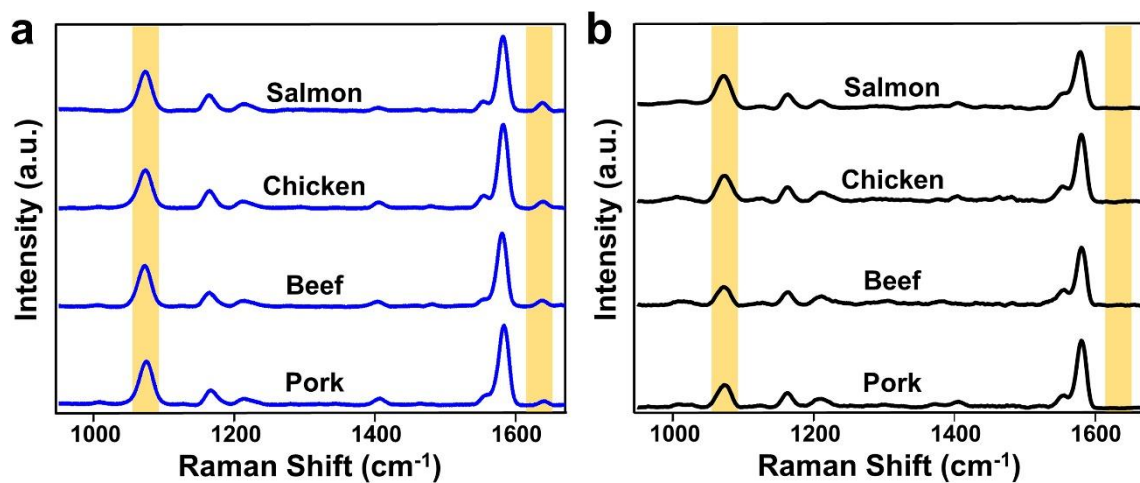 a
Intensity (a.u.)
Salmon
Chicken
Beef
Pork
1000 1200 1400 1600
Raman Shift (cm⁻¹)
b
Intensity (a.u.)
Salmon
Chicken
Beef
Pork
1000 1200 1400 1600
Raman Shift (cm⁻¹)